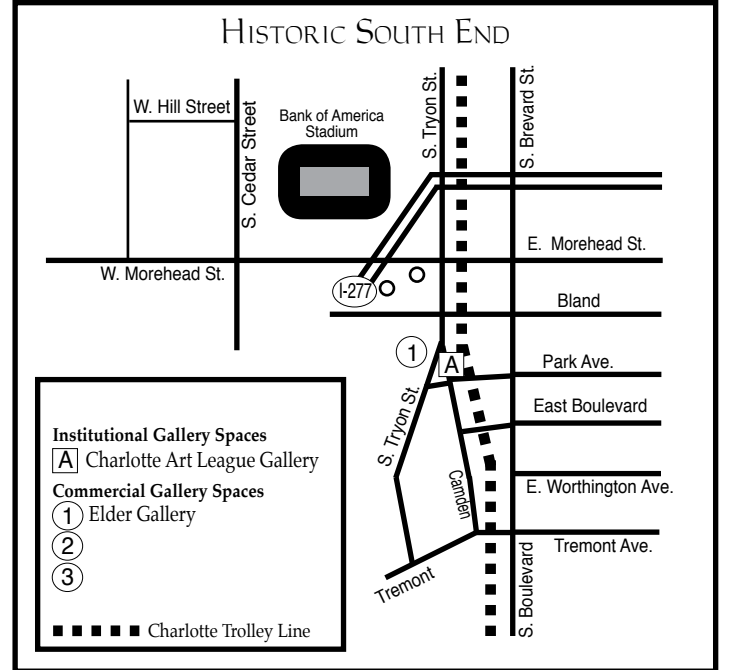 HISTORIC SOUTH END
W. Hill Street
S. Cedar Street
Bank of America
Stadium
S. Tryon St.
S. Brevard St.
E. Morehead St.
W. Morehead St.
I-277
Bland
1
A
Park Ave.
S. Tryon St.
East Boulevard
Camden
E. Worthington Ave.
Tremont Ave.
Tremont
S. Boulevard
Institutional Gallery Spaces
A Charlotte Art League Gallery
Commercial Gallery Spaces
1 Elder Gallery
2
3
Charlotte Trolley Line